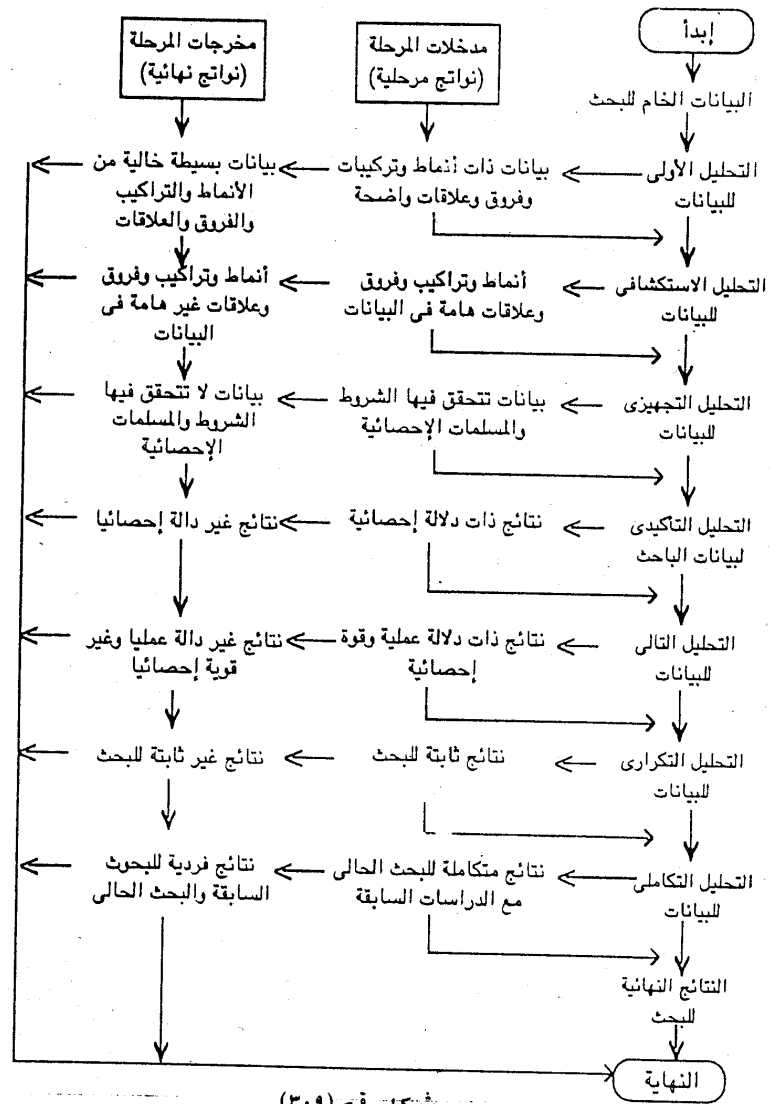 إبدأ
مدخلات المرحلة
(نواتج مرحلية)
مخرجات المرحلة
(نواتج نهائية)
البيانات الخام للبحث
التحليل الأولى
للبيانات
بيانات ذات أنماط وتركيبات
وفروق وعلاقات واضحة
بيانات بسيطة خالية من
الأنماط والتراكيب
والفروق والعلاقات
التحليل الاستكشافى
للبيانات
أنماط وتراكيب وفروق
وعلاقات هامة فى البيانات
أنماط وتراكيب وفروق
وعلاقات غير هامة فى
البيانات
التحليل التجهيزى
للبيانات
بيانات تتحقق فيها الشروط
والمسلمات الإحصائية
بيانات لا تتحقق فيها
الشروط والمسلمات
الإحصائية
التحليل التأكيدى
لبيانات الباحث
نتائج ذات دلالة إحصائية
نتائج غير دالة إحصائيا
التحليل التالى
للبيانات
نتائج ذات دلالة عملية وقوة
إحصائية
نتائج غير دالة عمليا وغير
قوية إحصائيا
التحليل التكرارى
للبيانات
نتائج ثابتة للبحث
نتائج غير ثابتة للبحث
التحليل التكاملى
للبيانات
نتائج متكاملة للبحث الحالى
مع الدراسات السابقة
نتائج فردية للبحوث
السابقة والبحث الحالى
النتائج النهائية
للبحث
النهاية
(٣٠٩)